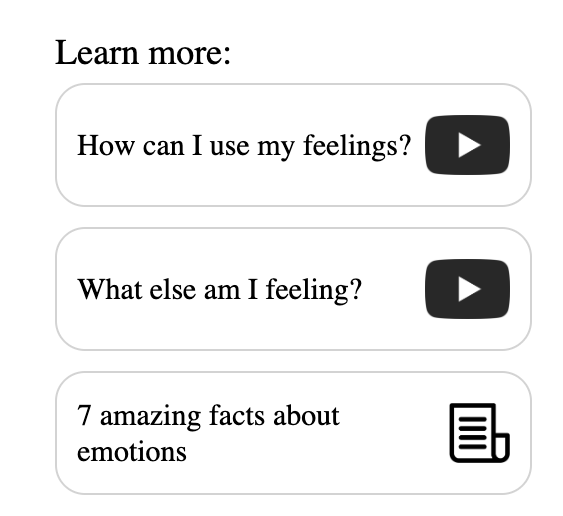 Learn more:
How can I use my feelings?
What else am I feeling?
7 amazing facts about
emotions